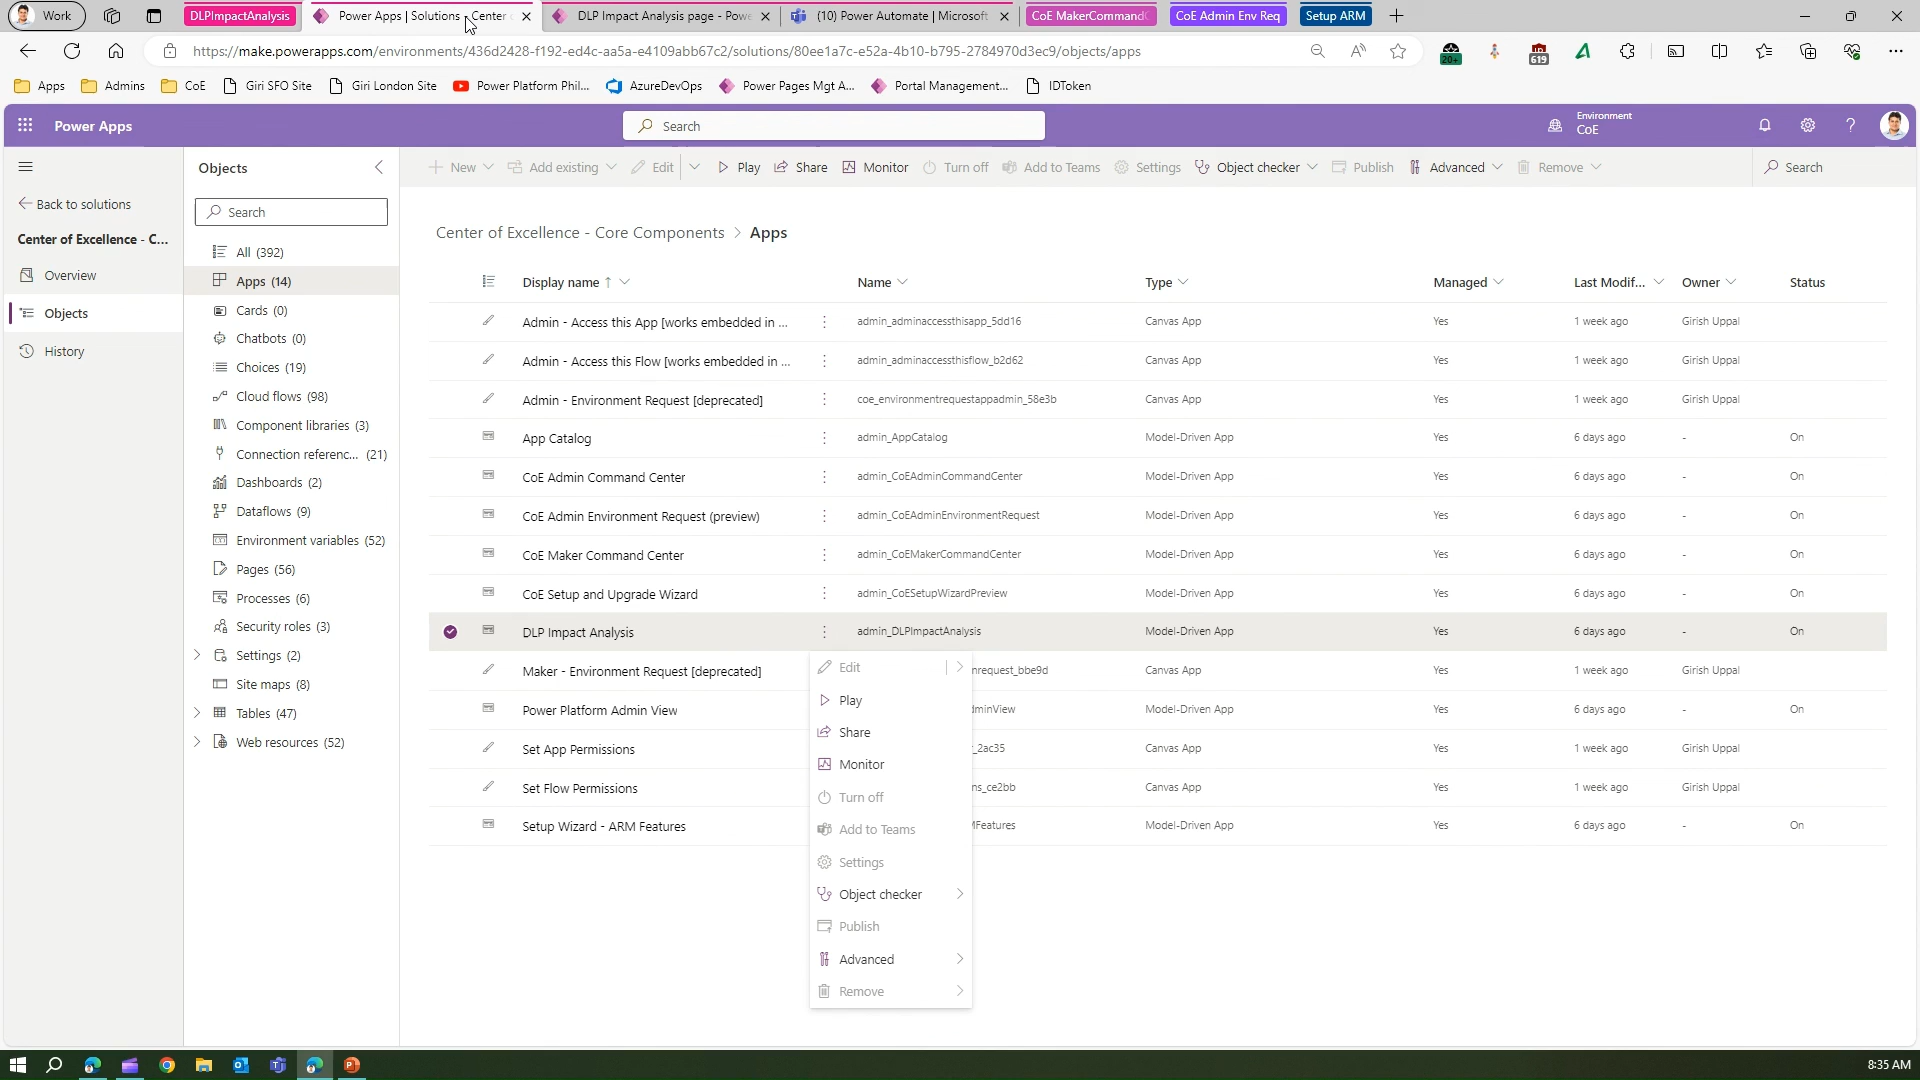 Work
DLPImpactAnalysis
Power Apps | Solutions - Center
DLP Impact Analysis page - Powe
(10) Power Automate | Microsoft
CoE MakerCommandC
CoE Admin Env Req
Setup ARM
https://make.powerapps.com/environments/436d2428-f192-ed4c-aa5a-e4109abb67c2/solutions/80ee1a7c-e52a-4b10-b795-2784970d3ec9/objects/apps
20+
619
Apps
Admins
CoE
Giri SFO Site
Giri London Site
Power Platform Phil...
AzureDevOps
Power Pages Mgt A...
Portal Management...
IDToken
Power Apps
Search
Environment
CoE
Back to solutions
Center of Excellence - C...
Overview
Objects
History
Objects
Search
All (392)
Apps (14)
Cards (0)
Chatbots (0)
Choices (19)
Cloud flows (98)
Component libraries (3)
Connection referenc... (21)
Dashboards (2)
Dataflows (9)
Environment variables (52)
Pages (56)
Processes (6)
Security roles (3)
Settings (2)
Site maps (8)
Tables (47)
Web resources (52)
New Add existing Edit Play Share Monitor Turn off Add to Teams Settings Object checker Publish Advanced Remove Search
Center of Excellence - Core Components > Apps
Display name ↑ Name Type Managed Last Modif... Owner Status
Admin - Access this App [works embedded in ... admin_adminaccessthisapp_5dd16 Canvas App Yes 1 week ago Girish Uppal
Admin - Access this Flow [works embedded in ... admin_adminaccessthisflow_b2d62 Canvas App Yes 1 week ago Girish Uppal
Admin - Environment Request [deprecated] coe_environmentrequestappadmin_58e3b Canvas App Yes 1 week ago Girish Uppal
App Catalog admin_AppCatalog Model-Driven App Yes 6 days ago - On
CoE Admin Command Center admin_CoEAdminCommandCenter Model-Driven App Yes 6 days ago - On
CoE Admin Environment Request (preview) admin_CoEAdminEnvironmentRequest Model-Driven App Yes 6 days ago - On
CoE Maker Command Center admin_CoEMakerCommandCenter Model-Driven App Yes 6 days ago - On
CoE Setup and Upgrade Wizard admin_CoESetupWizardPreview Model-Driven App Yes 6 days ago - On
DLP Impact Analysis admin_DLPImpactAnalysis Model-Driven App Yes 6 days ago - On
Maker - Environment Request [deprecated] nrequest_bbe9d Canvas App Yes 1 week ago Girish Uppal
Power Platform Admin View dminView Model-Driven App Yes 6 days ago - On
Set App Permissions _2ac35 Canvas App Yes 1 week ago Girish Uppal
Set Flow Permissions ns_ce2bb Canvas App Yes 1 week ago Girish Uppal
Setup Wizard - ARM Features Features Model-Driven App Yes 6 days ago - On
Edit
Play
Share
Monitor
Turn off
Add to Teams
Settings
Object checker
Publish
Advanced
Remove
8:35 AM